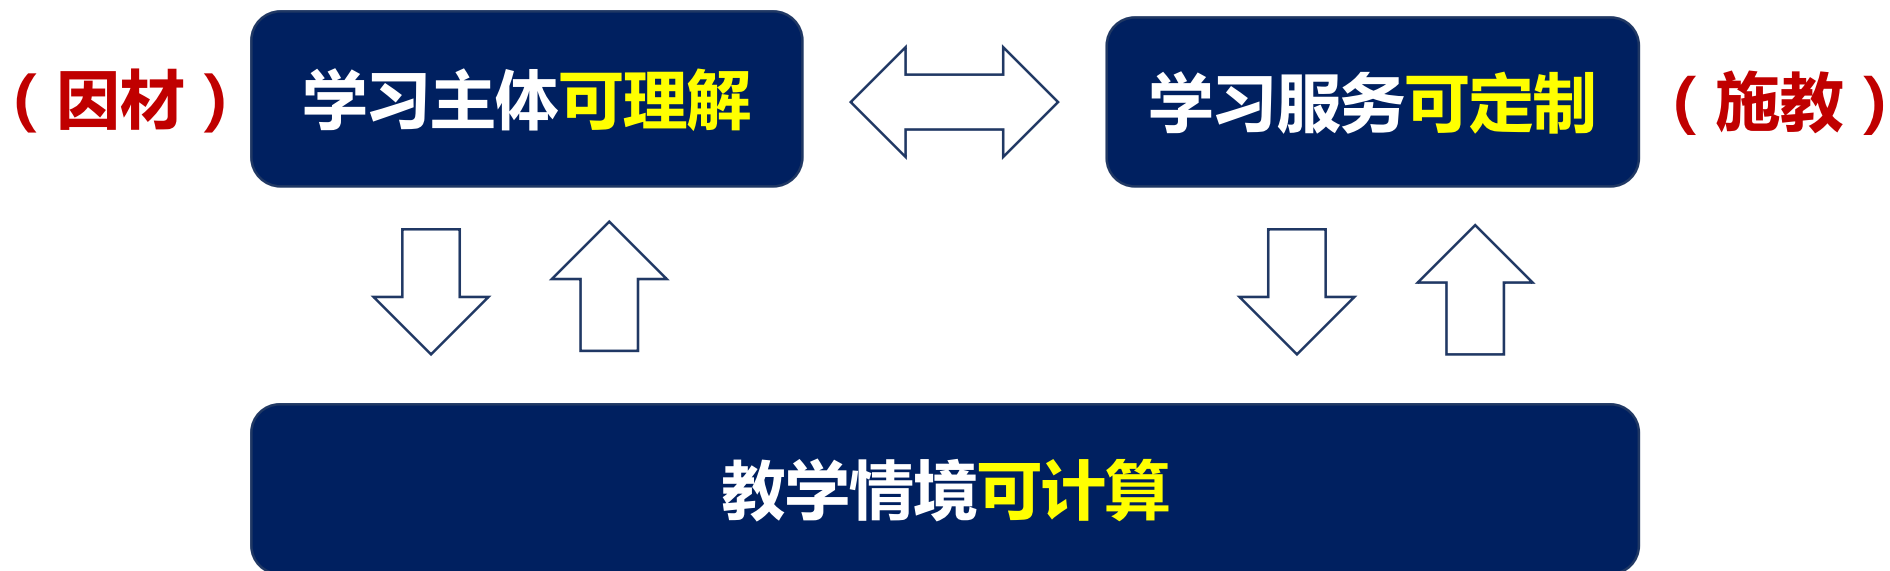 （因材）
学习主体可理解
学习服务可定制
（施教）
教学情境可计算